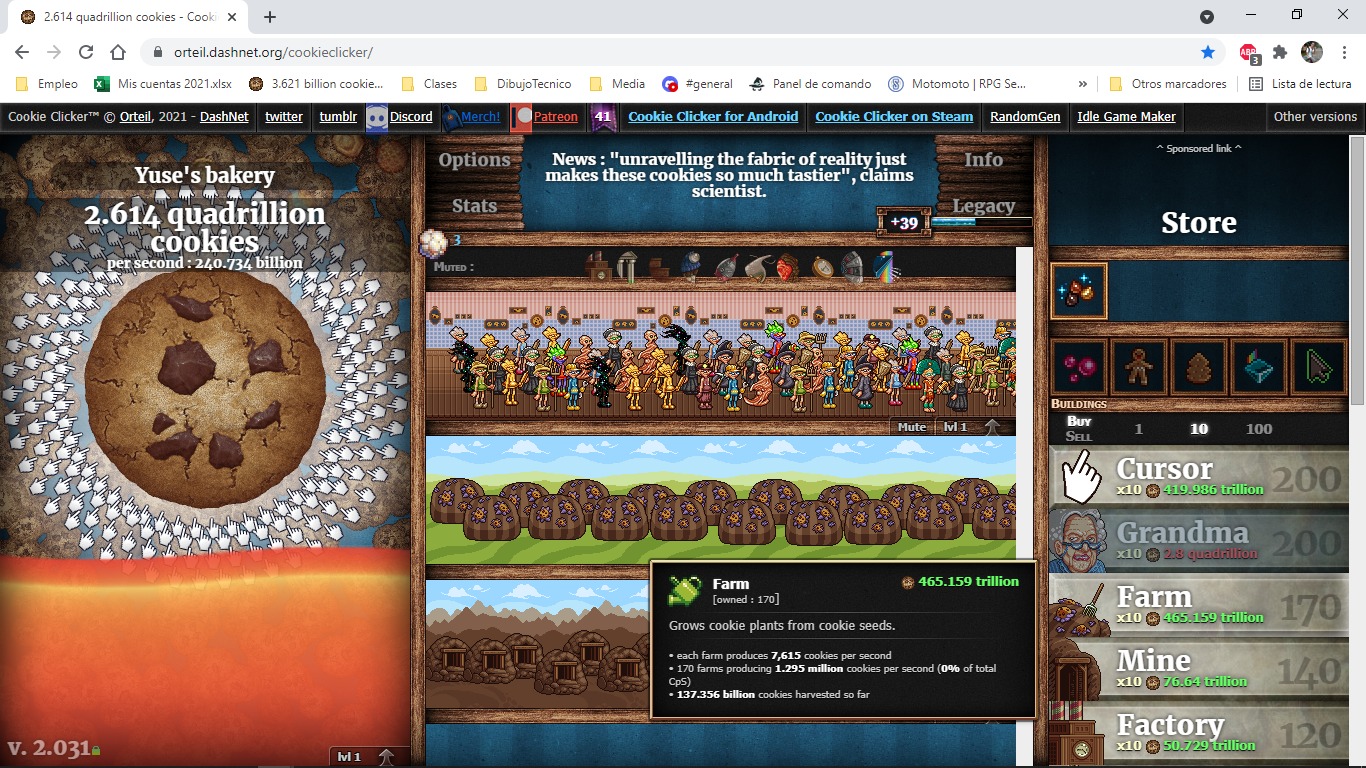 2.614 quadrillion cookies - Cooki
orteil.dashnet.org/cookieclicker/
ABP
3
Empleo
Mis cuentas 2021.xlsx
3.621 billion cookie...
Clases
DibujoTecnico
Media
#general
Panel de comando
Motomoto | RPG Se...
»
Otros marcadores
Lista de lectura
Cookie Clicker™ © Orteil, 2021 - DashNet
twitter
tumblr
Discord
Merch!
Patreon
41
Cookie Clicker for Android
Cookie Clicker on Steam
RandomGen
Idle Game Maker
Other versions
Yuse's bakery
2.614 quadrillion
cookies
per second : 240.734 billion
v. 2.031
lvl 1
Options
Stats
News : "unravelling the fabric of reality just
makes these cookies so much tastier", claims
scientist.
Info
Legacy
+39
3
Muted :
Mute
lvl 1
Farm
465.159 trillion
[owned : 170]
Grows cookie plants from cookie seeds.
• each farm produces 7,615 cookies per second
• 170 farms producing 1.295 million cookies per second (0% of total
CpS)
• 137.356 billion cookies harvested so far
^ Sponsored link ^
Store
Buildings
Buy
Sell
1
10
100
Cursor
x10 419.986 trillion
200
Grandma
x10 2.8 quadrillion
200
Farm
x10 465.159 trillion
170
Mine
x10 76.64 trillion
140
Factory
x10 50.729 trillion
120